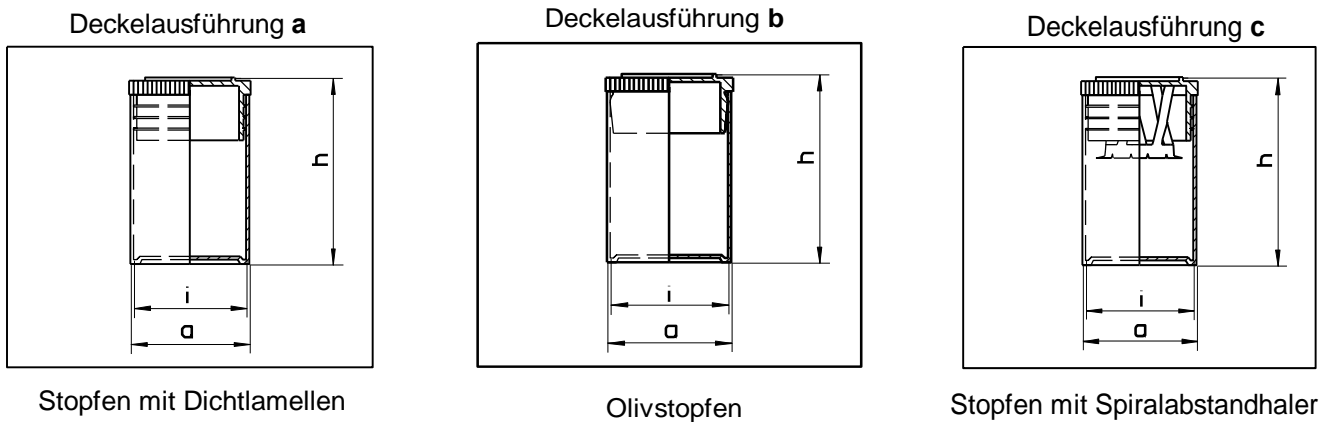 Deckelausführung a
Deckelausführung b
Deckelausführung c
h
i
a
h
i
a
h
i
a
Stopfen mit Dichtlamellen
Olivstopfen
Stopfen mit Spiralabstandhaler